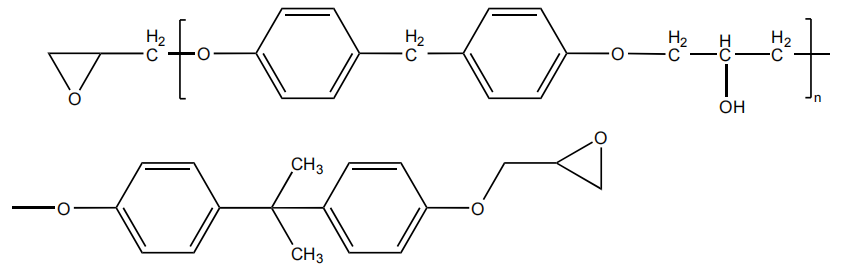 H2 H2 H2 H H2
C O C O C C C
O OH n
CH3 O
O O
CH3